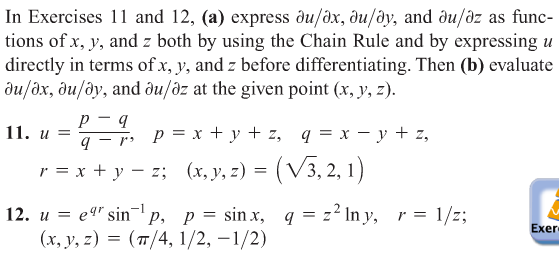 In Exercises 11 and 12, (a) express ∂u/∂x, ∂u/∂y, and ∂u/∂z as func-
tions of x, y, and z both by using the Chain Rule and by expressing u
directly in terms of x, y, and z before differentiating. Then (b) evaluate
∂u/∂x, ∂u/∂y, and ∂u/∂z at the given point (x, y, z).
11. u = (p − q)/(q − r), p = x + y + z, q = x − y + z,
r = x + y − z; (x, y, z) = (√3, 2, 1)
12. u = e^{qr} sin⁻¹ p, p = sin x, q = z² ln y, r = 1/z;
(x, y, z) = (π/4, 1/2, −1/2)
Exer